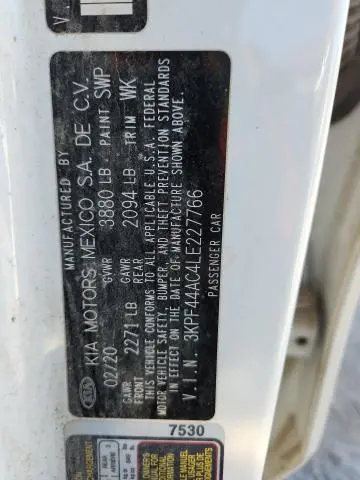 MANUFACTURED BY
KIA KIA MOTORS MEXICO S.A. DE C.V.
02/20 GVWR 3880 LB PAINT SWP
GAWR FRONT 2271 LB GAWR REAR 2094 LB TRIM WK
THIS VEHICLE CONFORMS TO ALL APPLICABLE U.S.A. FEDERAL
MOTOR VEHICLE SAFETY, BUMPER, AND THEFT PREVENTION STANDARDS
IN EFFECT ON THE DATE OF MANUFACTURE SHOWN ABOVE.
V.I.N. 3KPF44AC4LE227766
PASSENGER CAR
7530